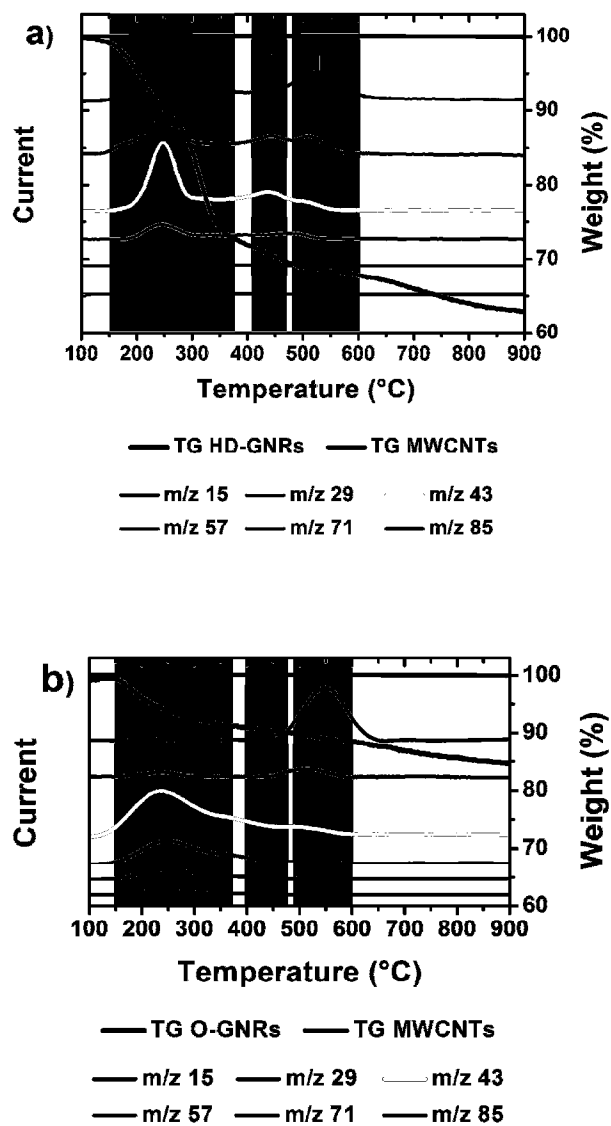 a)
100
90
80
70
60
Current
Weight (%)
100 200 300 400 500 600 700 800 900
Temperature (°C)
TG HD-GNRs TG MWCNTs
m/z 15 m/z 29 m/z 43
m/z 57 m/z 71 m/z 85
b)
100
90
80
70
60
Current
Weight (%)
100 200 300 400 500 600 700 800 900
Temperature (°C)
TG O-GNRs TG MWCNTs
m/z 15 m/z 29 m/z 43
m/z 57 m/z 71 m/z 85